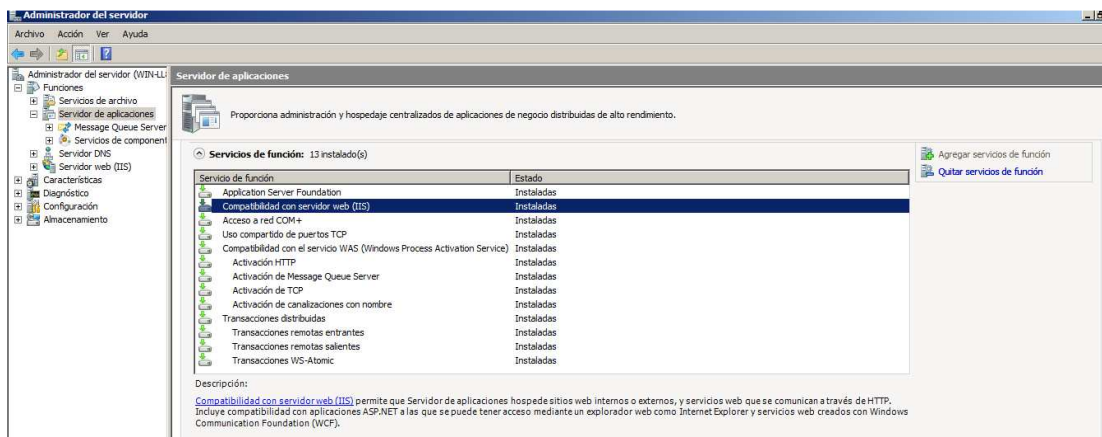 Administrador del servidor
Archivo Acción Ver Ayuda
Administrador del servidor (WIN-LL
Funciones
Servicios de archivo
Servidor de aplicaciones
Message Queue Server
Servicios de component
Servidor DNS
Servidor web (IIS)
Características
Diagnóstico
Configuración
Almacenamiento
Servidor de aplicaciones
Proporciona administración y hospedaje centralizados de aplicaciones de negocio distribuidas de alto rendimiento.
Servicios de función: 13 instalado(s)
Servicio de función Estado
Application Server Foundation Instaladas
Compatibilidad con servidor web (IIS) Instaladas
Acceso a red COM+ Instaladas
Uso compartido de puertos TCP Instaladas
Compatibilidad con el servicio WAS (Windows Process Activation Service) Instaladas
Activación HTTP Instaladas
Activación de Message Queue Server Instaladas
Activación de TCP Instaladas
Activación de canalizaciones con nombre Instaladas
Transacciones distribuidas Instaladas
Transacciones remotas entrantes Instaladas
Transacciones remotas salientes Instaladas
Transacciones WS-Atomic Instaladas
Agregar servicios de función
Quitar servicios de función
Descripción:
Compatibilidad con servidor web (IIS) permite que Servidor de aplicaciones hospede sitios web internos o externos, y servicios web que se comunican a través de HTTP.
Incluye compatibilidad con aplicaciones ASP.NET a las que se puede tener acceso mediante un explorador web como Internet Explorer y servicios web creados con Windows
Communication Foundation (WCF).